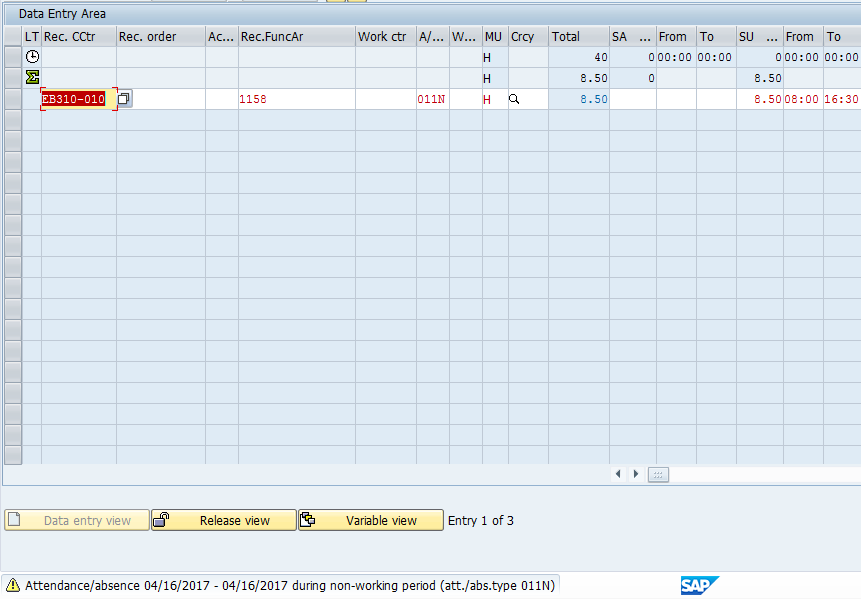 Data Entry Area
LT Rec. CCtr Rec. order Ac... Rec.FuncAr Work ctr A/... W... MU Crcy Total SA ... From To SU ... From To
H 40 0 00:00 00:00 0 00:00 00:00
H 8.50 0 8.50
EB310-010 1158 011N H 8.50 8.50 08:00 16:30
Data entry view Release view Variable view Entry 1 of 3
Attendance/absence 04/16/2017 - 04/16/2017 during non-working period (att./abs.type 011N)
SAP